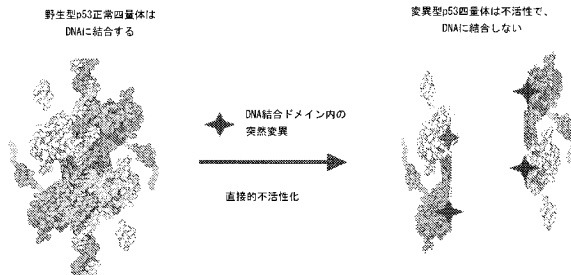 野生型p53正常四量体は
DNAに結合する
変異型p53四量体は不活性で、
DNAに結合しない
DNA結合ドメイン内の
突然変異
直接的不活性化